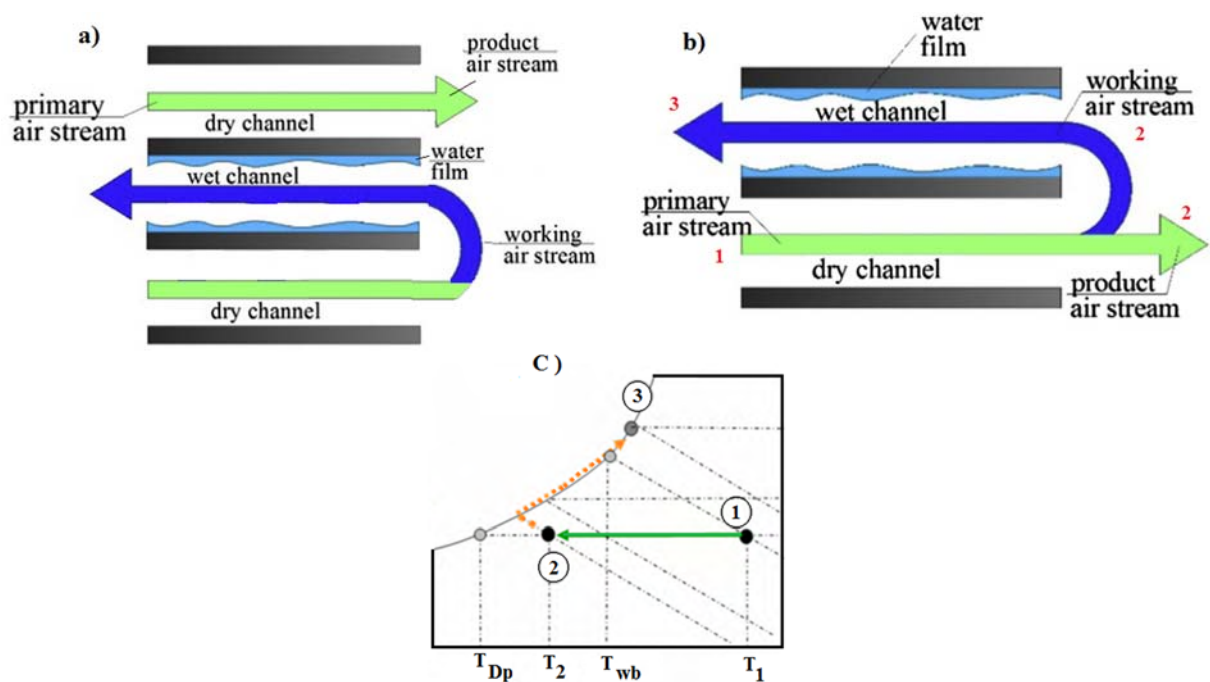 a)
product
air stream
primary
air stream
dry channel
water
film
wet channel
working
air stream
dry channel
b)
water
film
working
air stream
3
wet channel
2
primary
air stream
2
1
dry channel
product
air stream
C )
3
1
2
T Dp
T 2
T wb
T 1